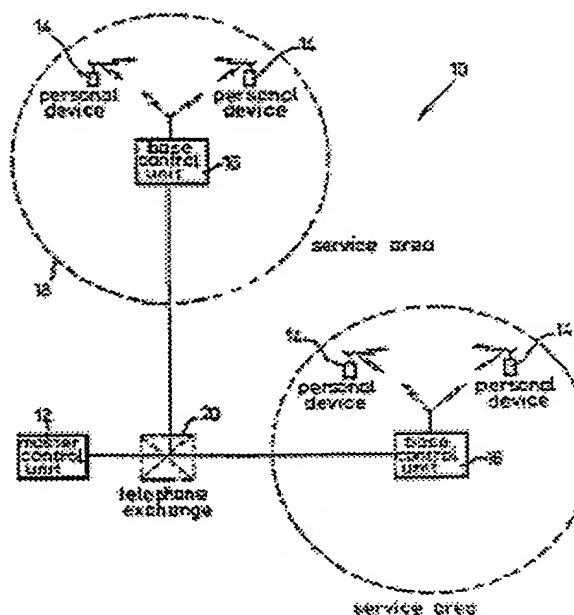 14
14
10
personal
device
personal
device
base
control
unit
16
service area
18
14
14
personal
device
personal
device
12
20
master
control
unit
base
control
unit
16
telephone
exchange
service area